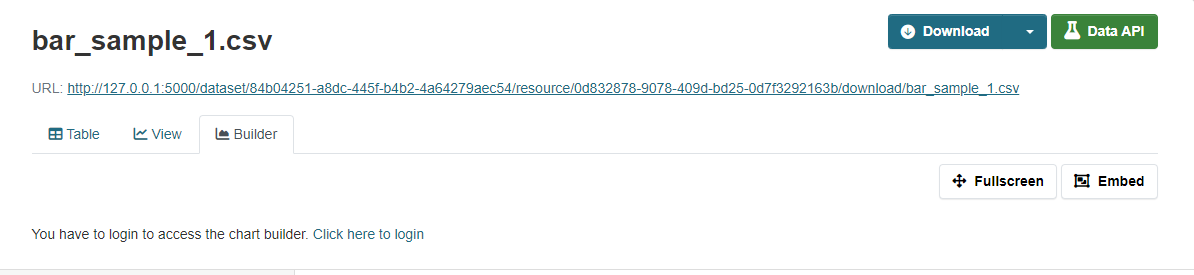 bar_sample_1.csv
Download
Data API
URL: http://127.0.0.1:5000/dataset/84b04251-a8dc-445f-b4b2-4a64279aec54/resource/0d832878-9078-409d-bd25-0d7f3292163b/download/bar_sample_1.csv
Table View Builder
Fullscreen Embed
You have to login to access the chart builder. Click here to login